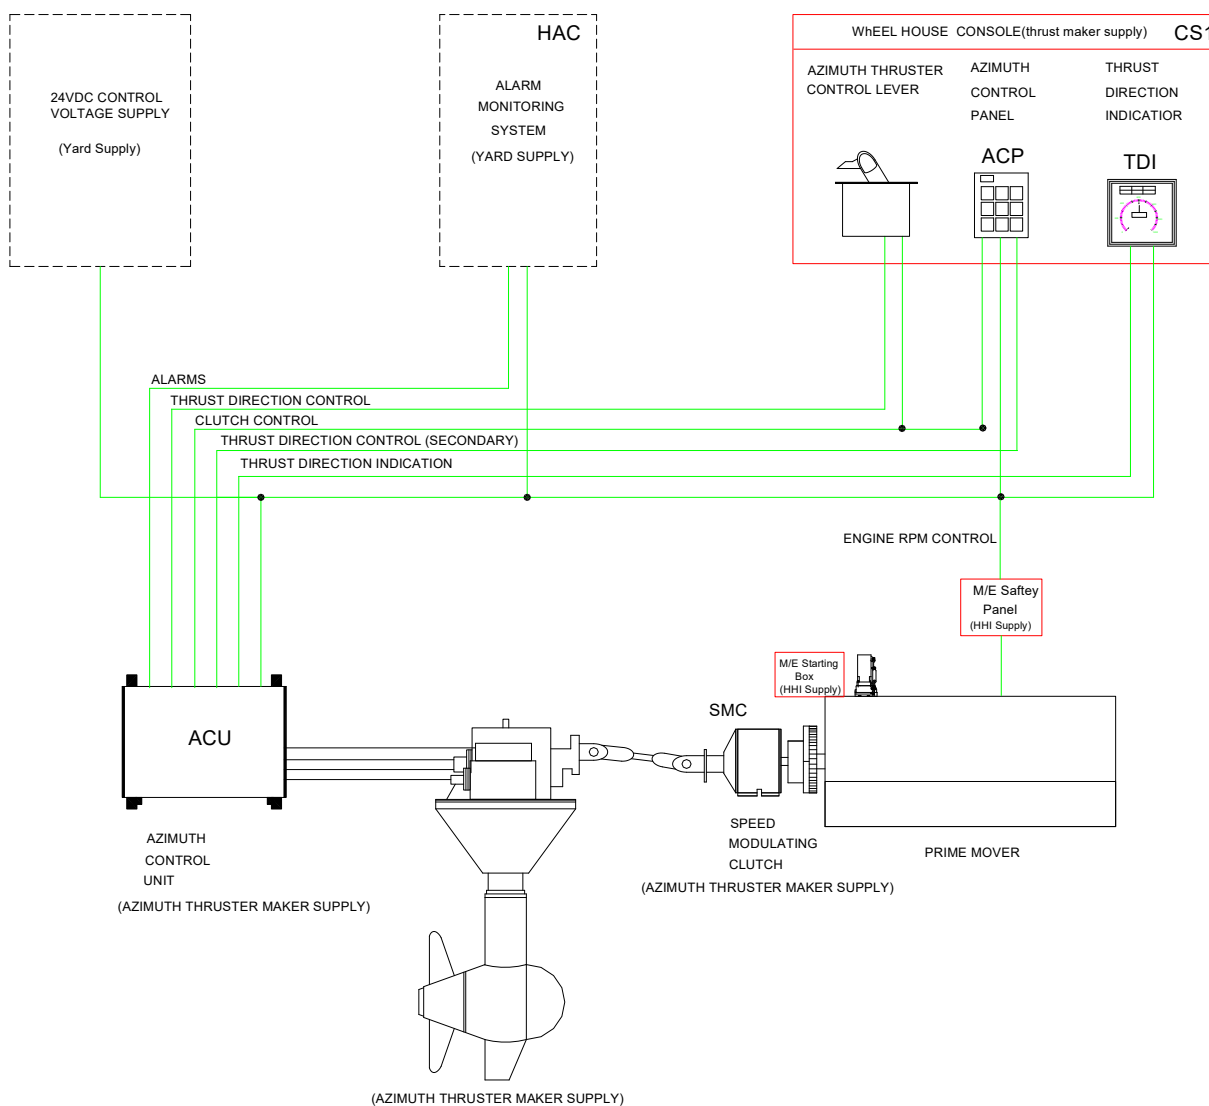 24VDC CONTROL
VOLTAGE SUPPLY
(Yard Supply)
HAC
ALARM
MONITORING
SYSTEM
(YARD SUPPLY)
WhEEL HOUSE CONSOLE(thrust maker supply)
CS1
AZIMUTH THRUSTER
CONTROL LEVER
AZIMUTH
CONTROL
PANEL
ACP
THRUST
DIRECTION
INDICATIOR
TDI
ALARMS
THRUST DIRECTION CONTROL
CLUTCH CONTROL
THRUST DIRECTION CONTROL (SECONDARY)
THRUST DIRECTION INDICATION
ENGINE RPM CONTROL
M/E Saftey
Panel
(HHI Supply)
M/E Starting
Box
(HHI Supply)
ACU
SMC
AZIMUTH
CONTROL
UNIT
(AZIMUTH THRUSTER MAKER SUPPLY)
SPEED
MODULATING
CLUTCH
(AZIMUTH THRUSTER MAKER SUPPLY)
PRIME MOVER
(AZIMUTH THRUSTER MAKER SUPPLY)